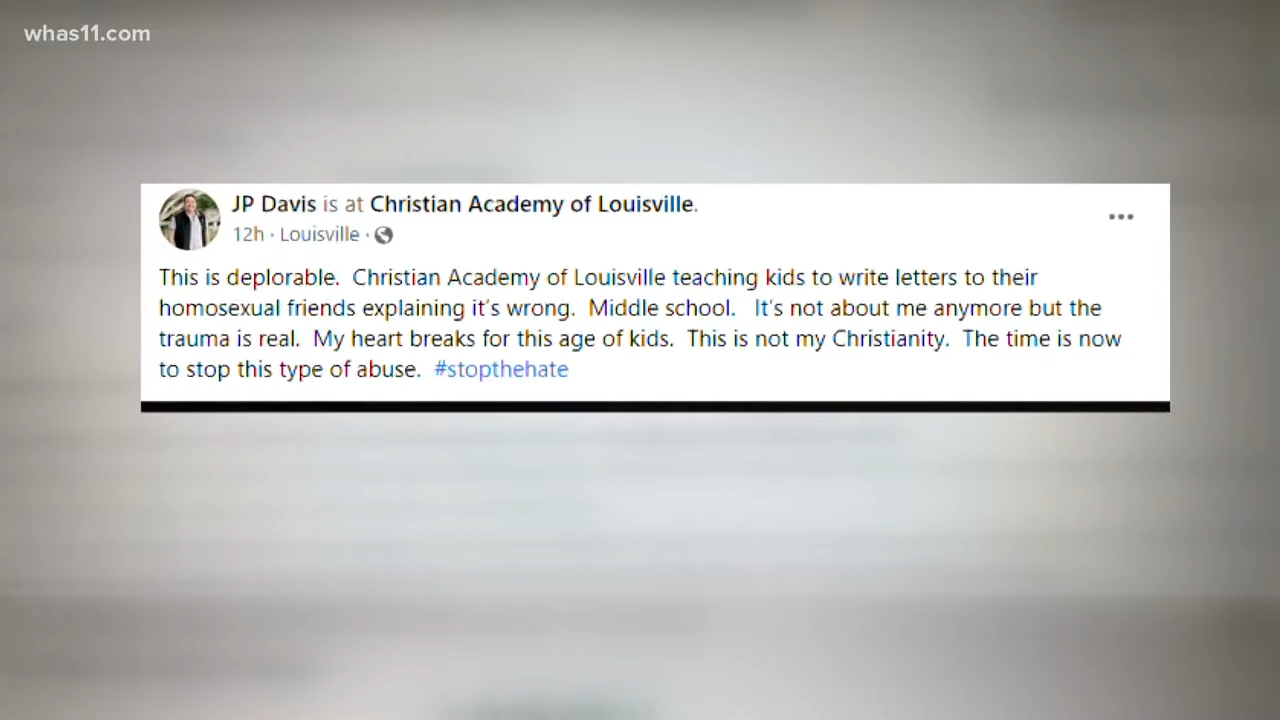 whas11.com
JP Davis is at Christian Academy of Louisville.
12h · Louisville ·
This is deplorable.  Christian Academy of Louisville teaching kids to write letters to their
homosexual friends explaining it's wrong.  Middle school.   It's not about me anymore but the
trauma is real.  My heart breaks for this age of kids.  This is not my Christianity.  The time is now
to stop this type of abuse.  #stopthehate